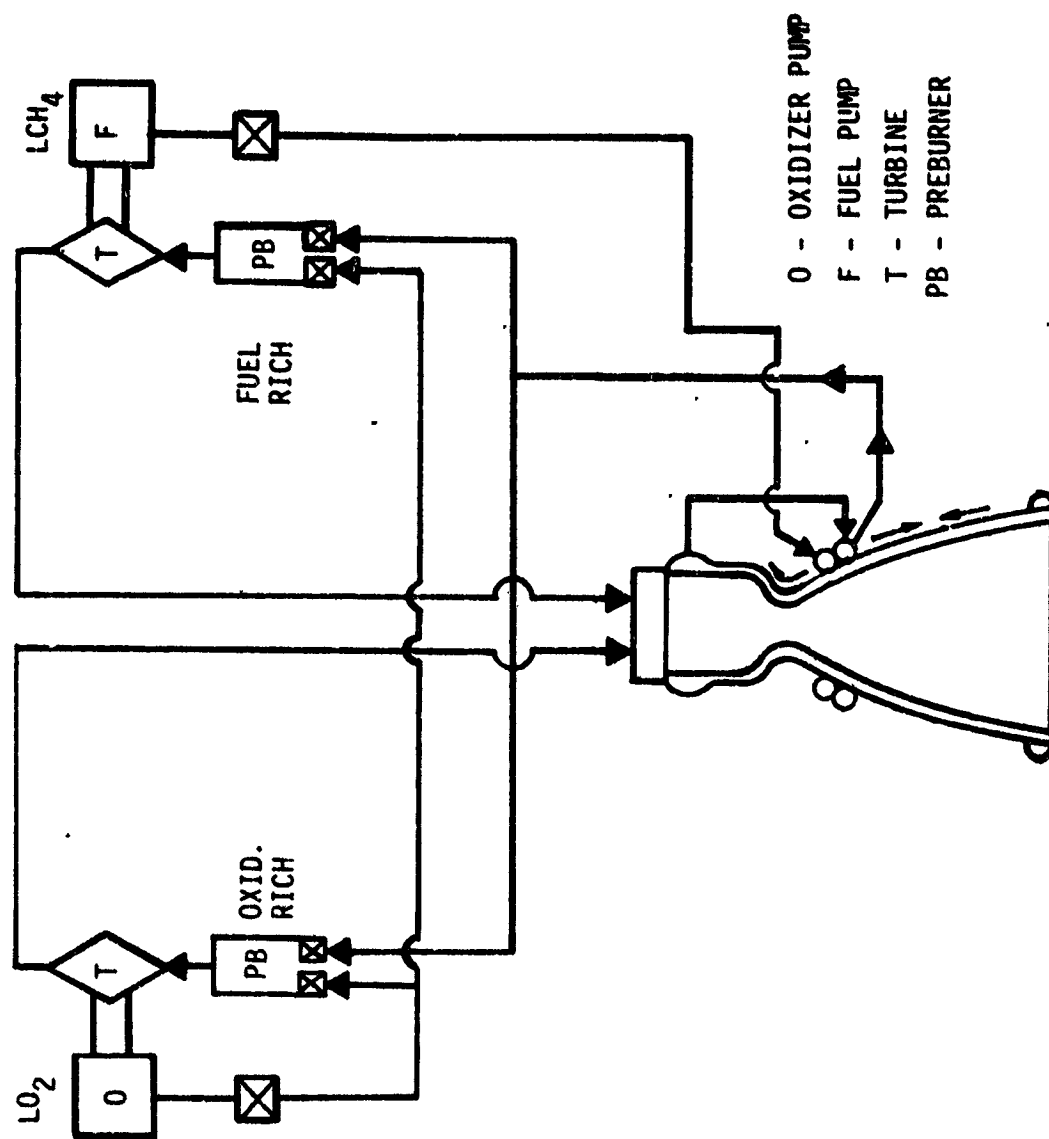 LO2
O
T
PB
OXID.
RICH
FUEL
RICH
PB
T
F
LCH4
O - OXIDIZER PUMP
F - FUEL PUMP
T - TURBINE
PB - PREBURNER